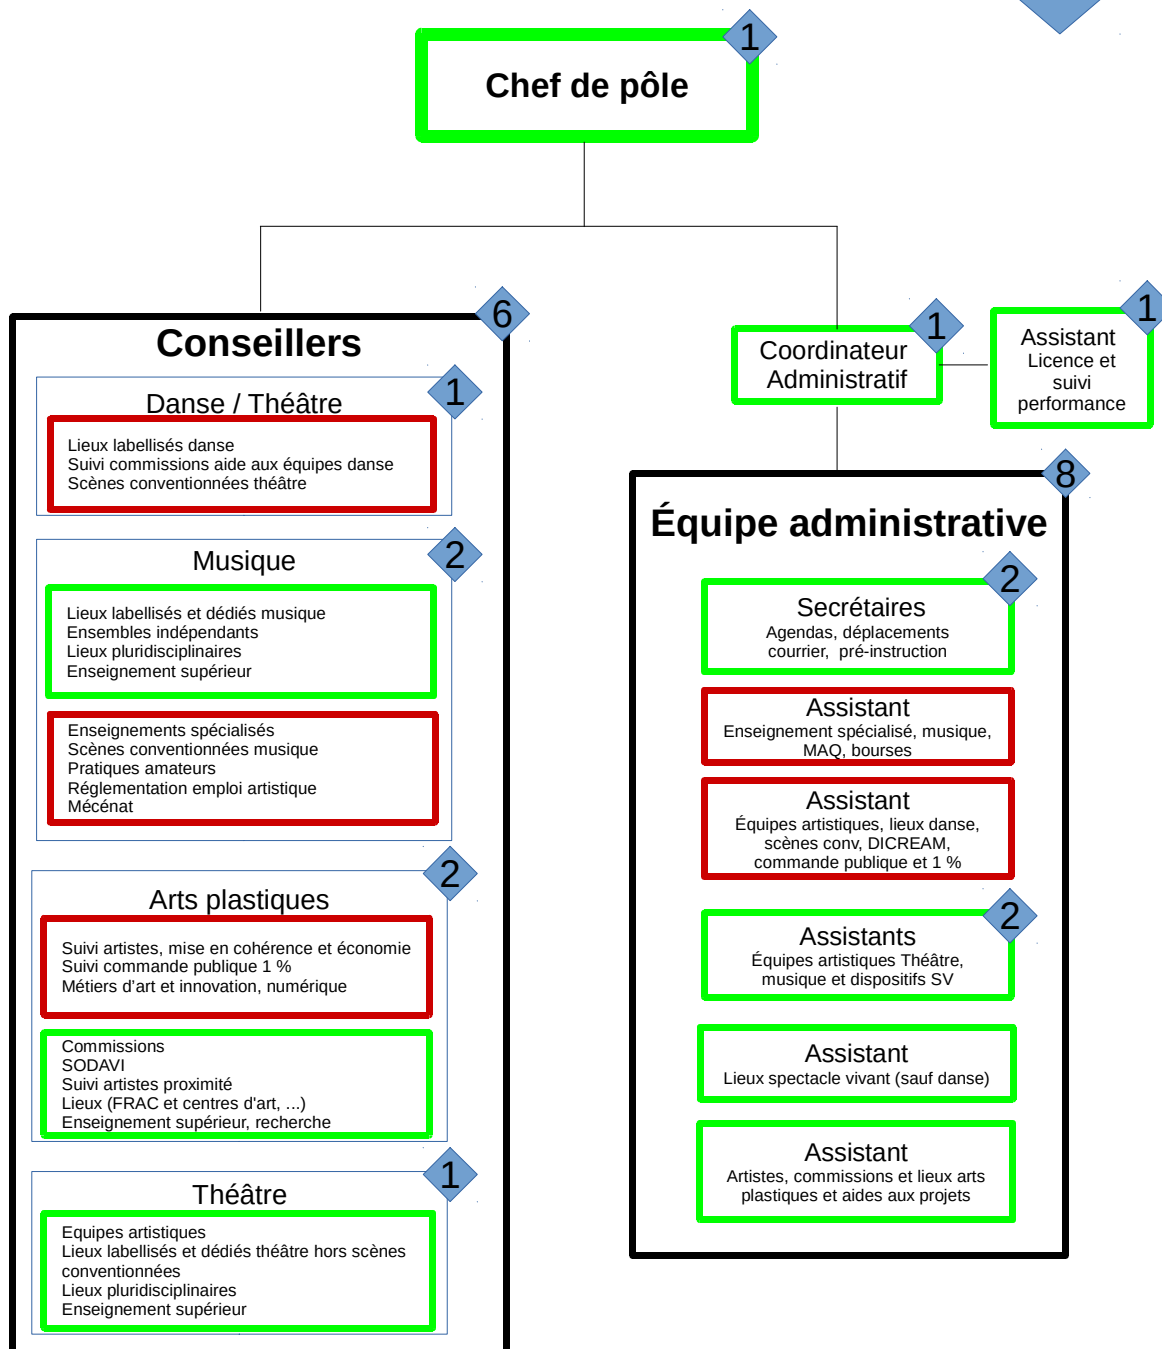 1
Chef de pôle
6
Conseillers
1
Danse / Théâtre
Lieux labellisés danse
Suivi commissions aide aux équipes danse
Scènes conventionnées théâtre
2
Musique
Lieux labellisés et dédiés musique
Ensembles indépendants
Lieux pluridisciplinaires
Enseignement supérieur
Enseignements spécialisés
Scènes conventionnées musique
Pratiques amateurs
Réglementation emploi artistique
Mécénat
2
Arts plastiques
Suivi artistes, mise en cohérence et économie
Suivi commande publique 1 %
Métiers d'art et innovation, numérique
Commissions
SODAVI
Suivi artistes proximité
Lieux (FRAC et centres d'art, ...)
Enseignement supérieur, recherche
1
Théâtre
Equipes artistiques
Lieux labellisés et dédiés théâtre hors scènes
conventionnées
Lieux pluridisciplinaires
Enseignement supérieur
1
Coordinateur
Administratif
1
Assistant
Licence et
suivi
performance
8
Équipe administrative
2
Secrétaires
Agendas, déplacements
courrier, pré-instruction
Assistant
Enseignement spécialisé, musique,
MAQ, bourses
Assistant
Équipes artistiques, lieux danse,
scènes conv, DICREAM,
commande publique et 1 %
2
Assistants
Équipes artistiques Théâtre,
musique et dispositifs SV
Assistant
Lieux spectacle vivant (sauf danse)
Assistant
Artistes, commissions et lieux arts
plastiques et aides aux projets